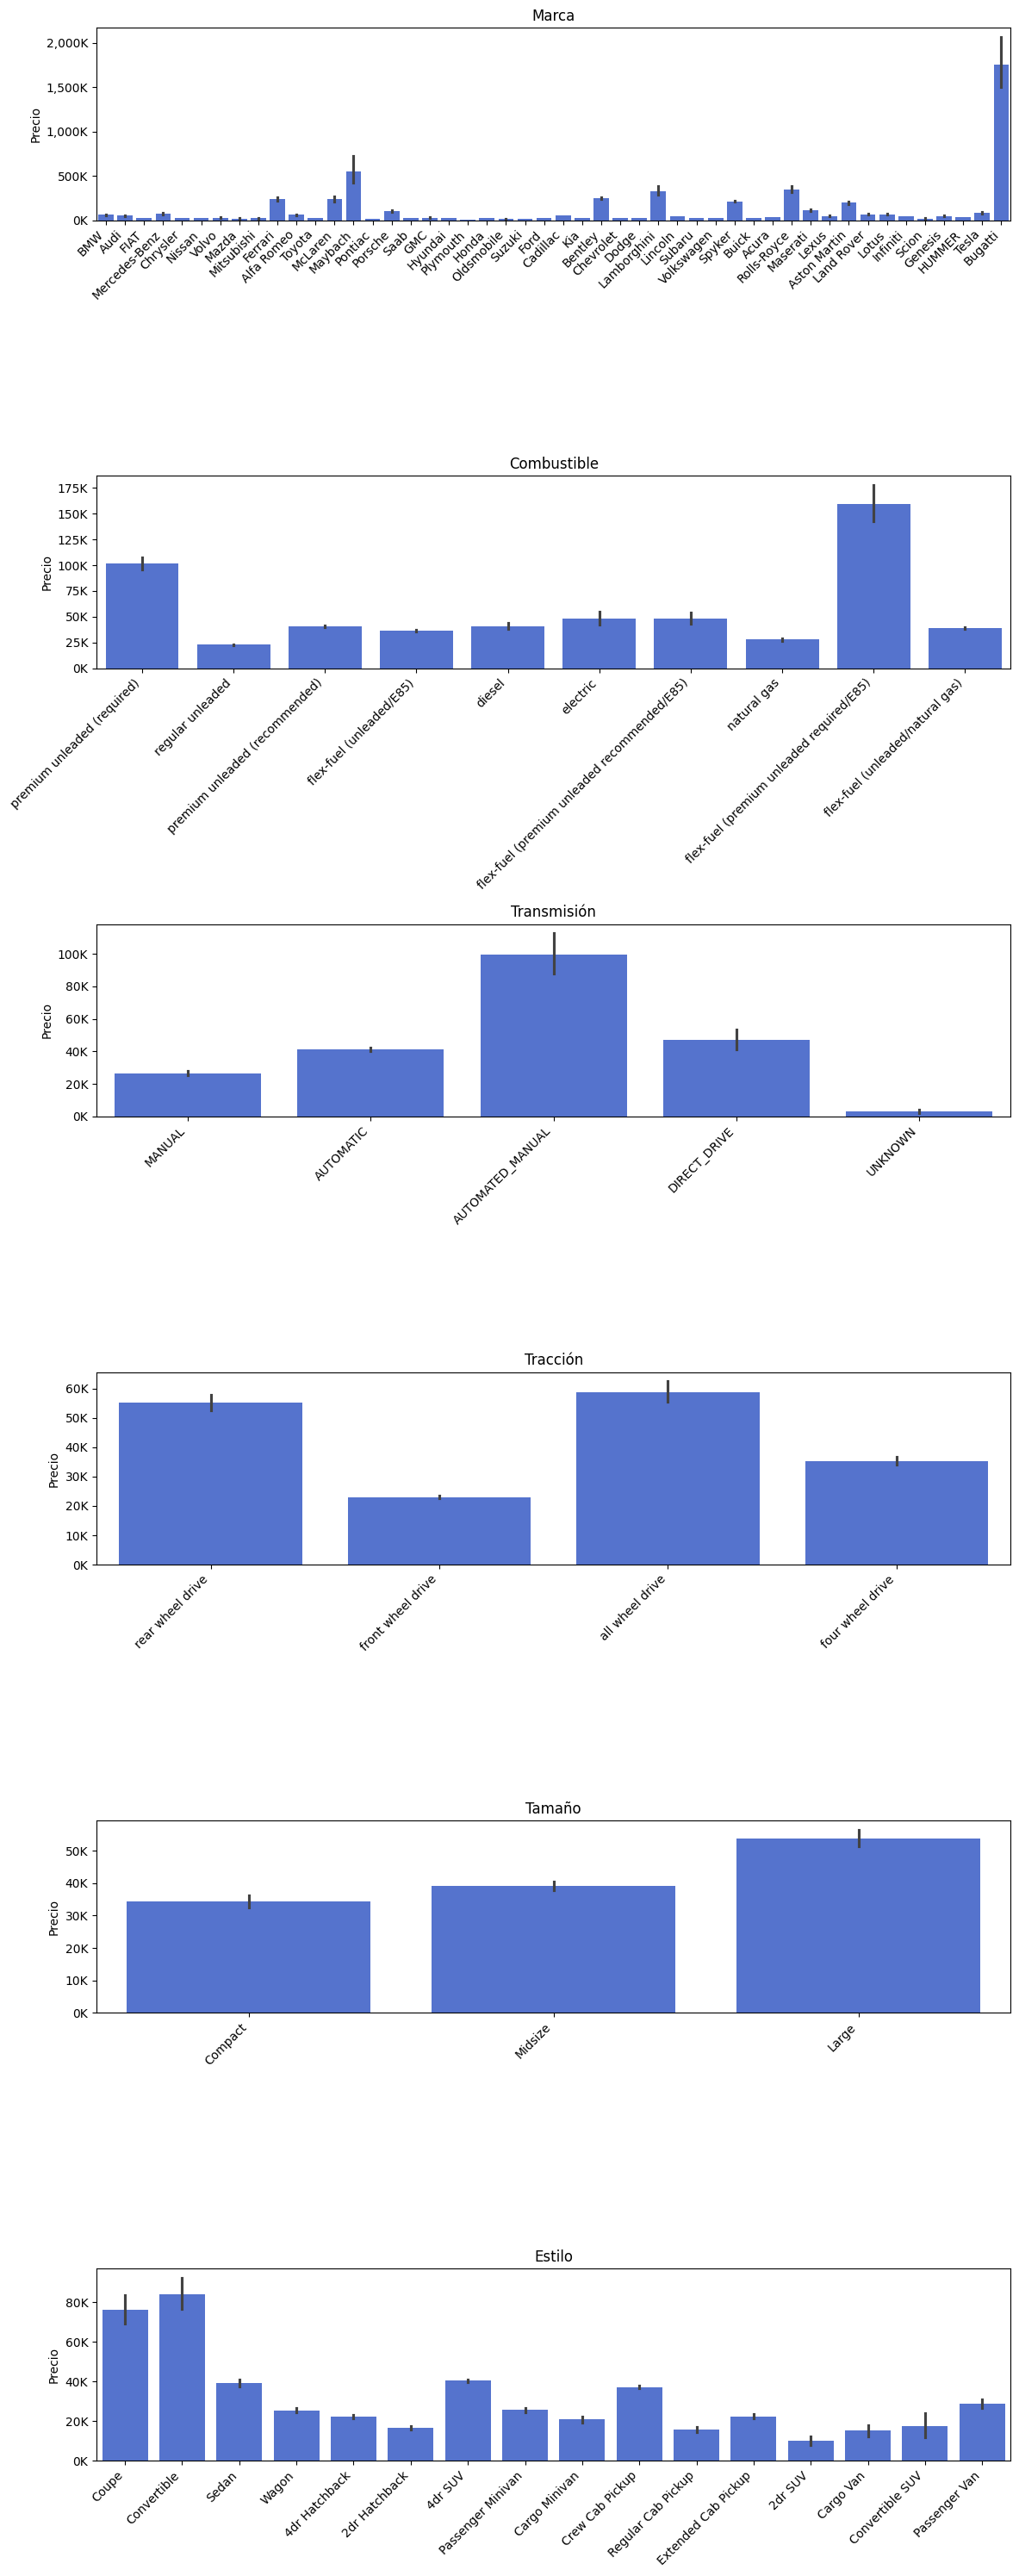 Marca
Precio
2,000K
1,500K
1,000K
500K
0K
BMW
Audi
FIAT
Mercedes-Benz
Chrysler
Nissan
Volvo
Mazda
Mitsubishi
Ferrari
Alfa Romeo
Toyota
McLaren
Maybach
Pontiac
Porsche
Saab
GMC
Hyundai
Plymouth
Honda
Oldsmobile
Suzuki
Ford
Cadillac
Kia
Bentley
Chevrolet
Dodge
Lamborghini
Lincoln
Subaru
Volkswagen
Spyker
Buick
Acura
Rolls-Royce
Maserati
Lexus
Aston Martin
Land Rover
Lotus
Infiniti
Scion
Genesis
HUMMER
Tesla
Bugatti
Combustible
Precio
175K
150K
125K
100K
75K
50K
25K
0K
premium unleaded (required)
regular unleaded
premium unleaded (recommended)
flex-fuel (unleaded/E85)
diesel
electric
flex-fuel (premium unleaded recommended/E85)
natural gas
flex-fuel (premium unleaded required/E85)
flex-fuel (unleaded/natural gas)
Transmisión
Precio
100K
80K
60K
40K
20K
0K
MANUAL
AUTOMATIC
AUTOMATED_MANUAL
DIRECT_DRIVE
UNKNOWN
Tracción
Precio
60K
50K
40K
30K
20K
10K
0K
rear wheel drive
front wheel drive
all wheel drive
four wheel drive
Tamaño
Precio
50K
40K
30K
20K
10K
0K
Compact
Midsize
Large
Estilo
Precio
80K
60K
40K
20K
0K
Coupe
Convertible
Sedan
Wagon
4dr Hatchback
2dr Hatchback
4dr SUV
Passenger Minivan
Cargo Minivan
Crew Cab Pickup
Regular Cab Pickup
Extended Cab Pickup
2dr SUV
Cargo Van
Convertible SUV
Passenger Van